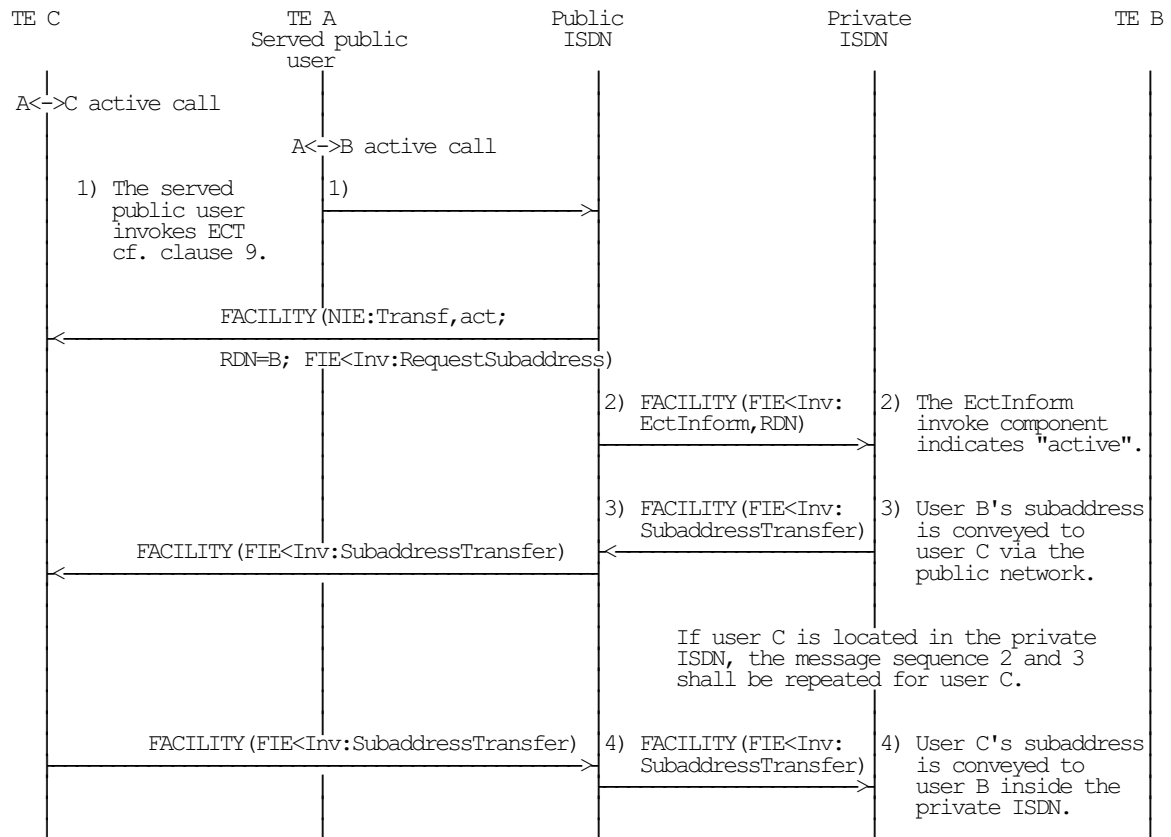 TE C TE A Public Private TE B
Served public ISDN ISDN
user
A<->C active call
A<->B active call
1) The served 1)
public user
invokes ECT
cf. clause 9.
FACILITY(NIE:Transf,act;
RDN=B; FIE<Inv:RequestSubaddress)
2) FACILITY(FIE<Inv: 2) The EctInform
EctInform,RDN) invoke component
indicates "active".
3) FACILITY(FIE<Inv: 3) User B's subaddress
SubaddressTransfer) is conveyed to
FACILITY(FIE<Inv:SubaddressTransfer) user C via the
public network.
If user C is located in the private
ISDN, the message sequence 2 and 3
shall be repeated for user C.
FACILITY(FIE<Inv:SubaddressTransfer) 4) FACILITY(FIE<Inv: 4) User C's subaddress
SubaddressTransfer) is conveyed to
user B inside the
private ISDN.